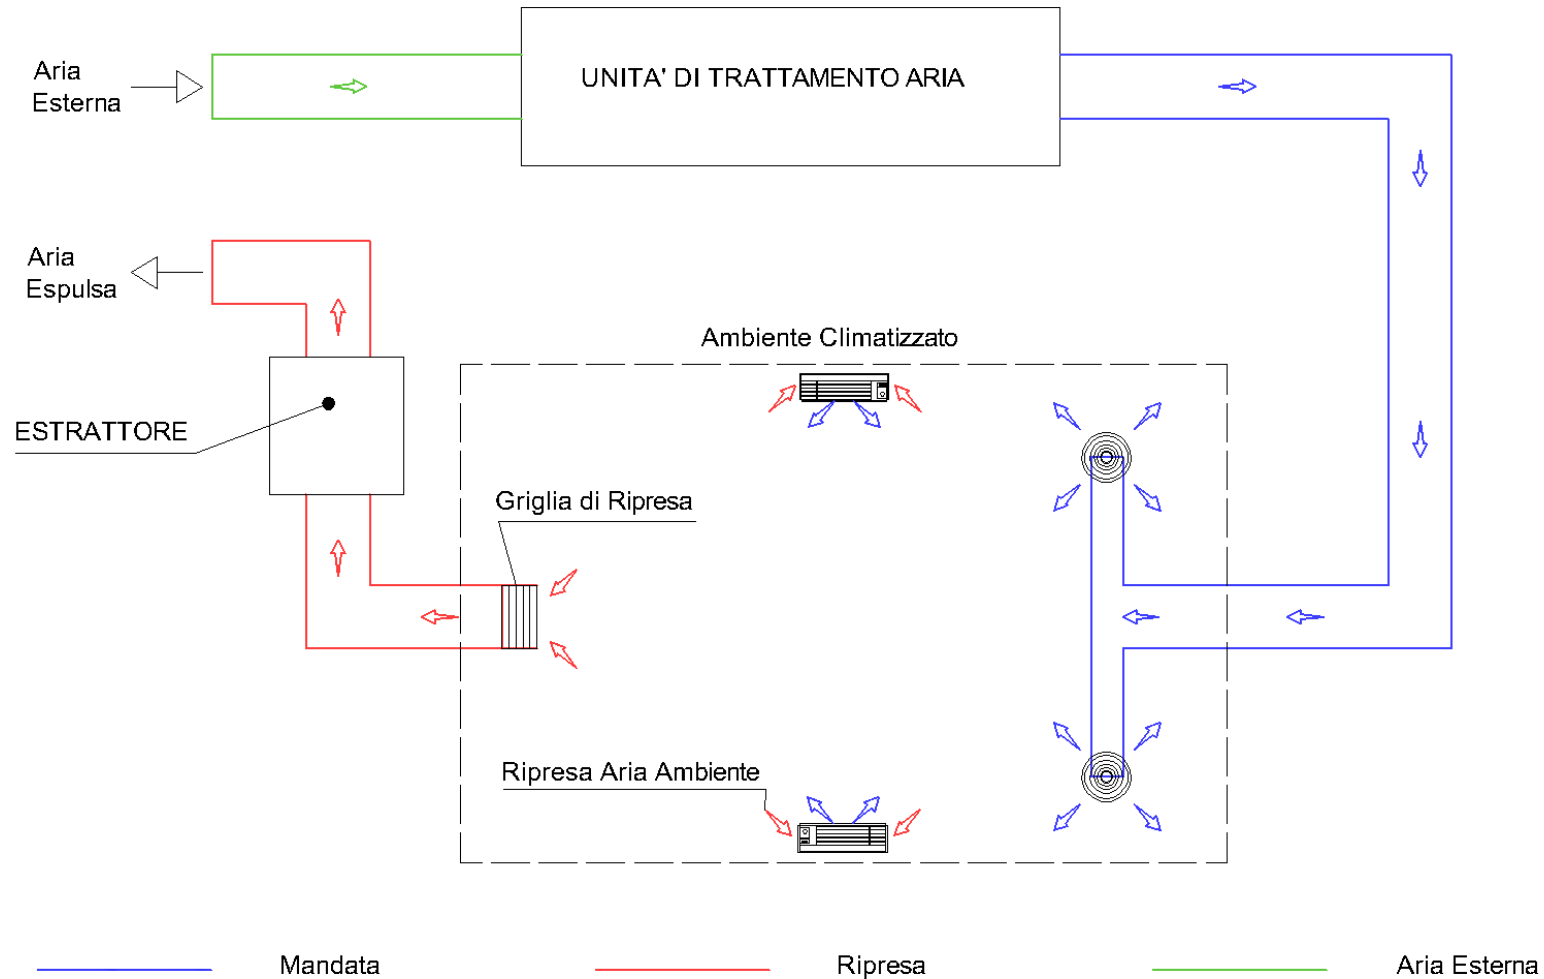 Aria
Esterna
UNITA' DI TRATTAMENTO ARIA
Aria
Espulsa
Ambiente Climatizzato
ESTRATTORE
Griglia di Ripresa
Ripresa Aria Ambiente
Mandata
Ripresa
Aria Esterna